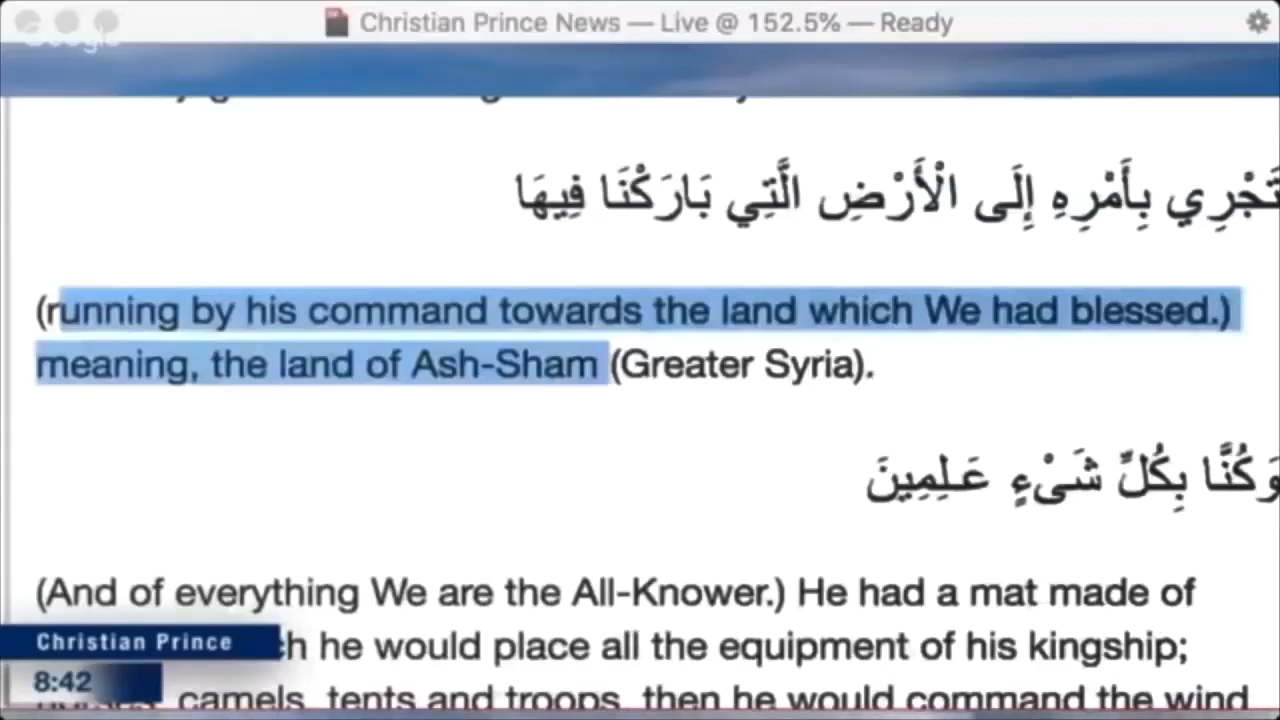 Christian Prince News — Live @ 152.5% — Ready
Google
تَجْرِي بِأَمْرِهِ إِلَى الْأَرْضِ الَّتِي بَارَكْنَا فِيهَا
(running by his command towards the land which We had blessed.)
meaning, the land of Ash-Sham (Greater Syria).
وَكُنَّا بِكُلِّ شَىْءٍ عَـلِمِينَ
(And of everything We are the All-Knower.) He had a mat made of
Christian Prince
ch he would place all the equipment of his kingship;
8:42
camels, tents and troops, then he would command the wind